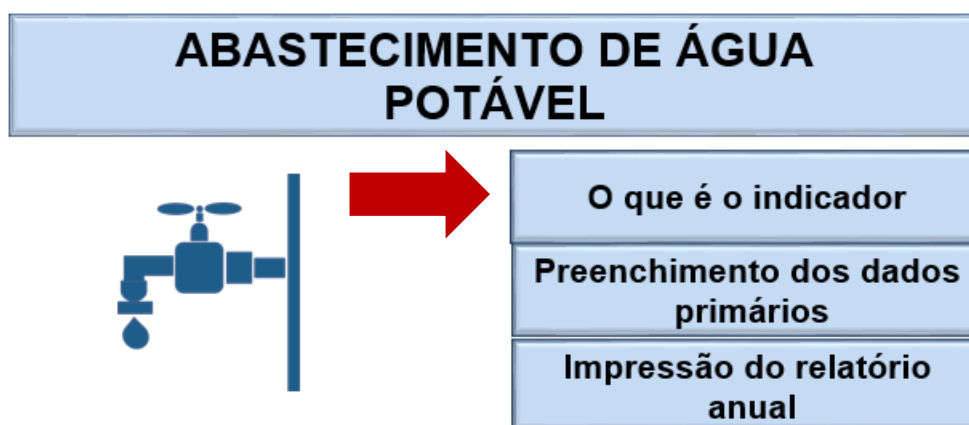 ABASTECIMENTO DE ÁGUA
POTÁVEL
O que é o indicador
Preenchimento dos dados
primários
Impressão do relatório
anual